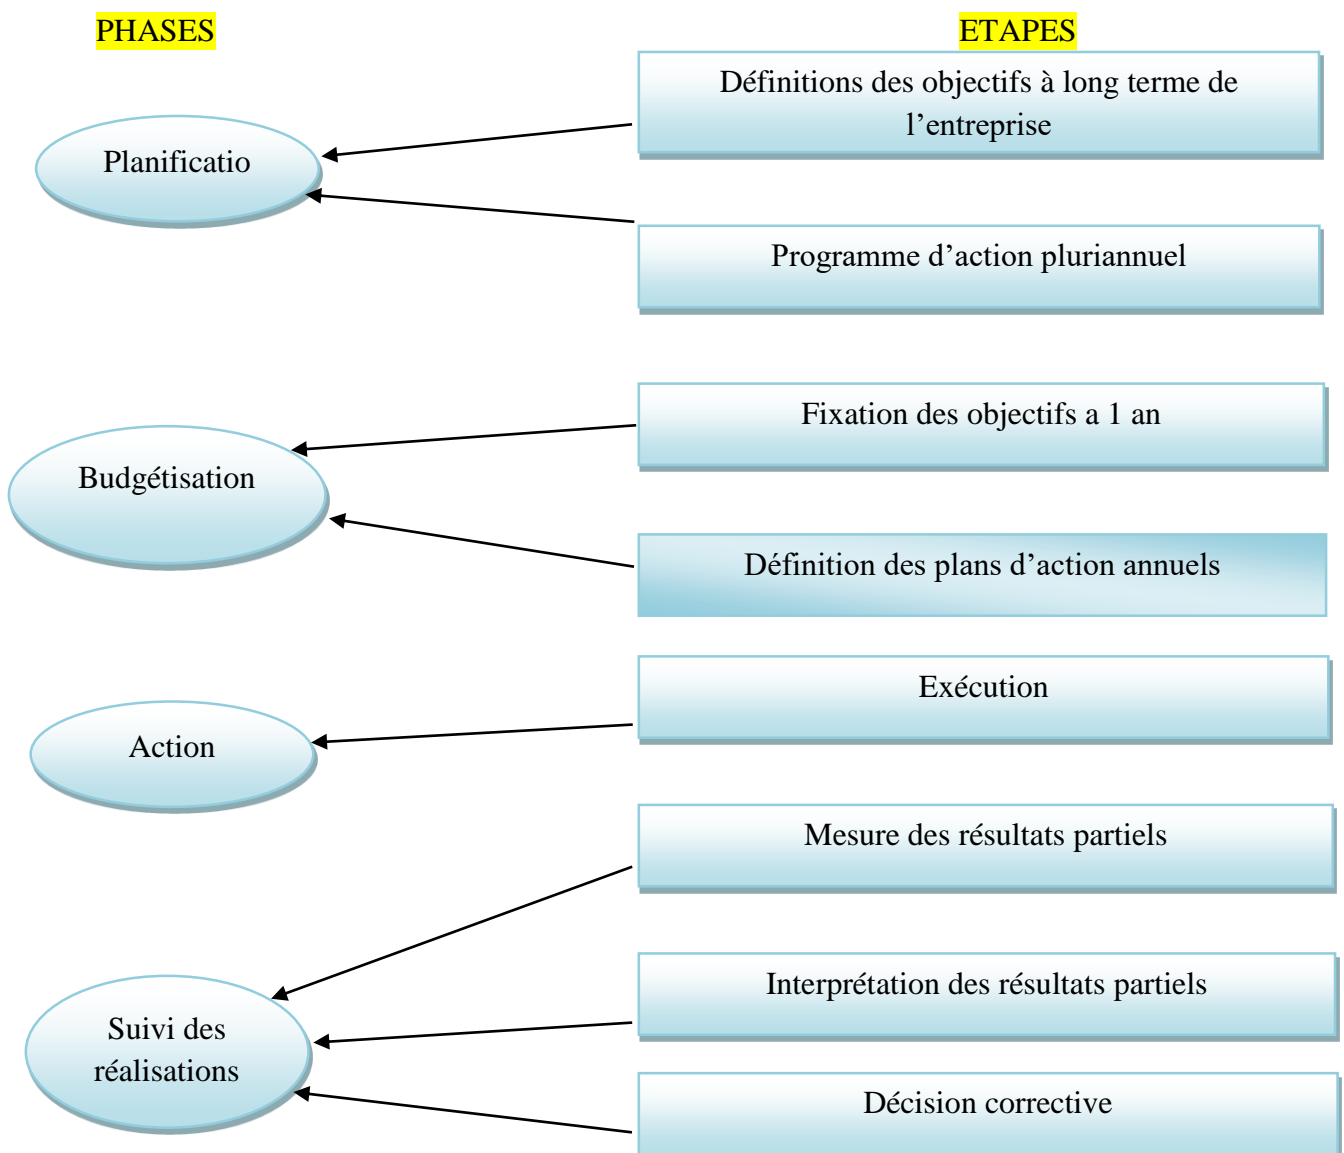 PHASES
ETAPES
Définitions des objectifs à long terme de
l’entreprise
Planificatio
Programme d’action pluriannuel
Fixation des objectifs a 1 an
Budgétisation
Définition des plans d’action annuels
Exécution
Action
Mesure des résultats partiels
Interprétation des résultats partiels
Suivi des
réalisations
Décision corrective